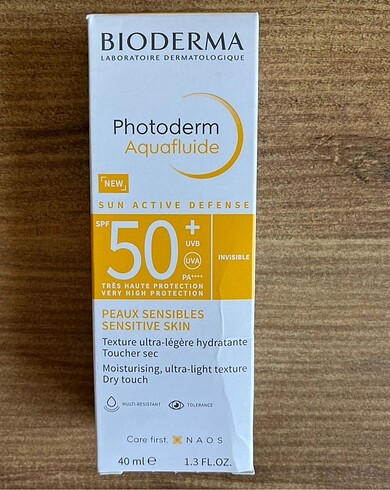 BIODERMA
LABORATOIRE DERMATOLOGIQUE
Photoderm
Aquafluide
NEW
SUN ACTIVE DEFENSE
SPF 50+
UVB
UVA
PA++++
INVISIBLE
TRÈS HAUTE PROTECTION
VERY HIGH PROTECTION
PEAUX SENSIBLES
SENSITIVE SKIN
Texture ultra-légère hydratante
Toucher sec
Moisturising, ultra-light texture
Dry touch
MULTI-RESISTANT TOLERANCE
Care first. NAOS
40 ml e 1.3 FL.OZ.